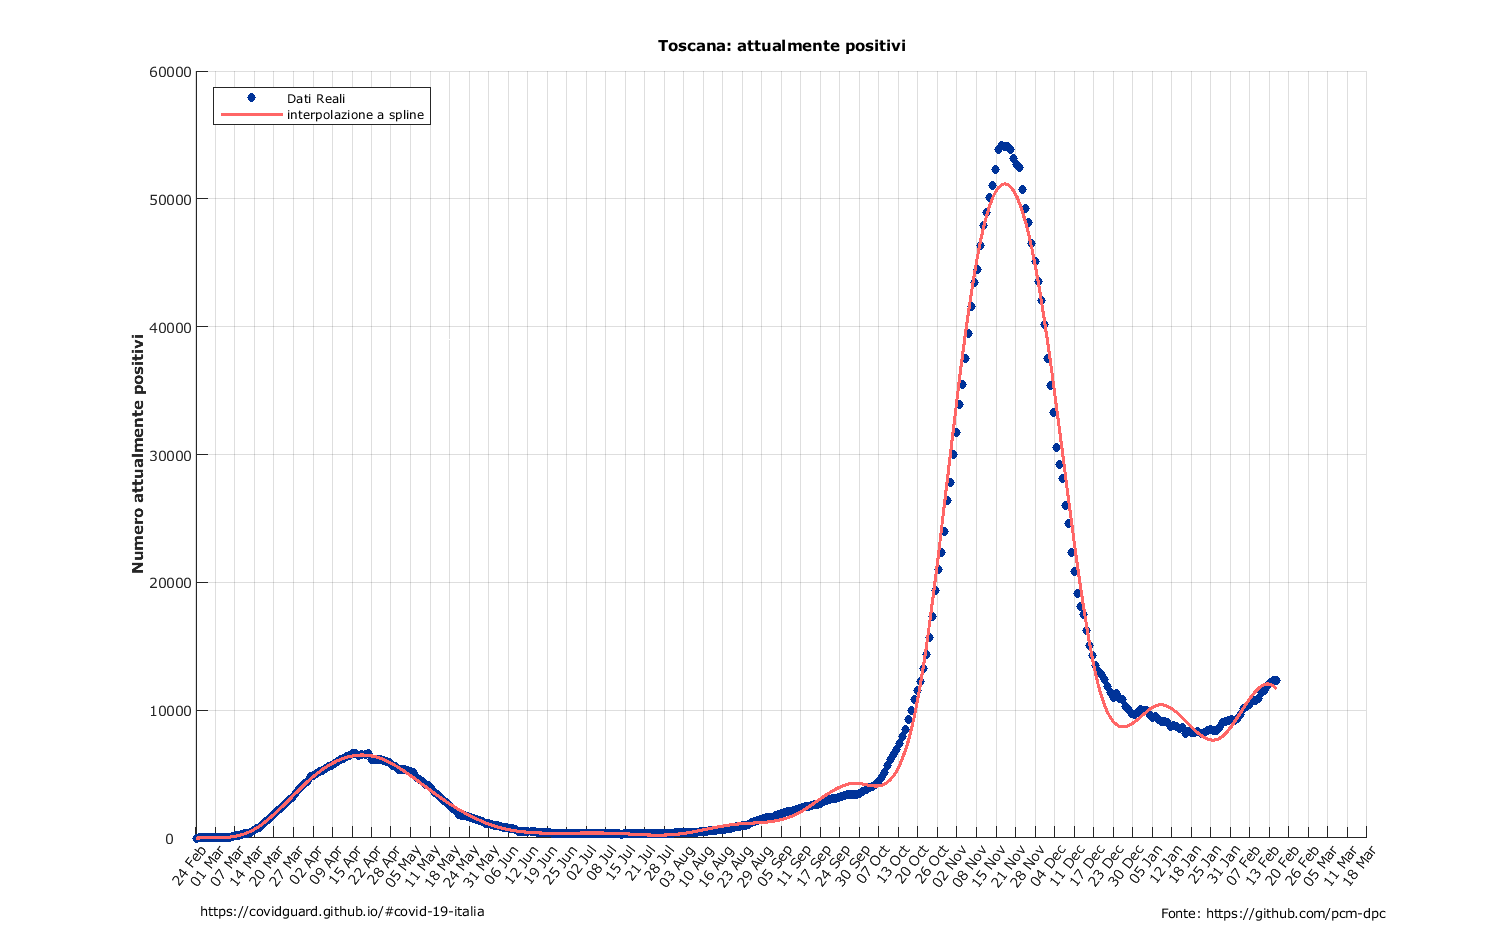 Toscana: attualmente positivi
Dati Reali
interpolazione a spline
Numero attualmente positivi
60000
50000
40000
30000
20000
10000
0
24 Feb
01 Mar
07 Mar
14 Mar
20 Mar
27 Mar
02 Apr
09 Apr
15 Apr
22 Apr
28 Apr
05 May
11 May
18 May
24 May
31 May
06 Jun
12 Jun
19 Jun
25 Jun
02 Jul
08 Jul
15 Jul
21 Jul
28 Jul
03 Aug
10 Aug
16 Aug
23 Aug
29 Aug
05 Sep
11 Sep
17 Sep
24 Sep
30 Sep
07 Oct
13 Oct
20 Oct
26 Oct
02 Nov
08 Nov
15 Nov
21 Nov
28 Nov
04 Dec
11 Dec
17 Dec
23 Dec
30 Dec
05 Jan
12 Jan
18 Jan
25 Jan
31 Jan
07 Feb
13 Feb
20 Feb
26 Feb
05 Mar
11 Mar
18 Mar
https://covidguard.github.io/#covid-19-italia
Fonte: https://github.com/pcm-dpc